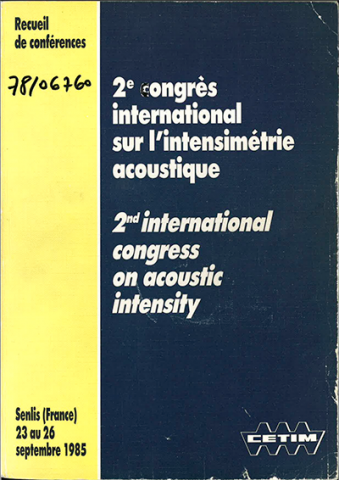 Recueil
de conférences
78/06760
2e congrès
international
sur l'intensimétrie
acoustique
2nd international
congress
on acoustic
intensity
Senlis (France)
23 au 26
septembre 1985
CETIM